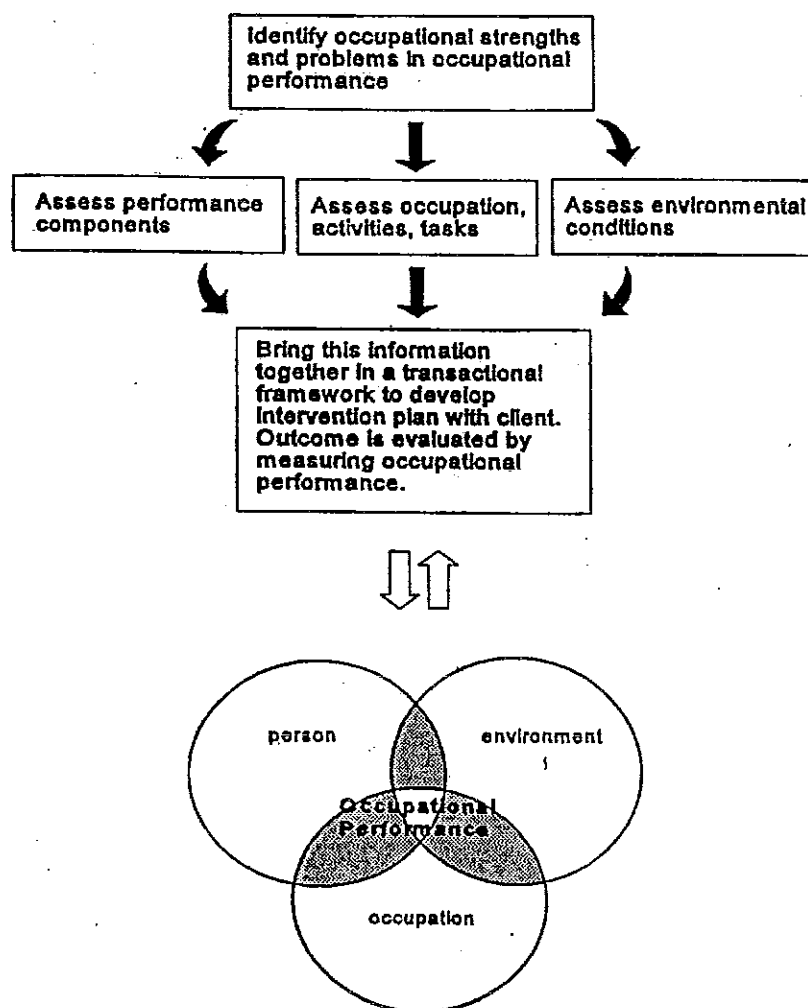 Identify occupational strengths
and problems in occupational
performance
Assess performance
components
Assess occupation,
activities, tasks
Assess environmental
conditions
Bring this information
together in a transactional
framework to develop
intervention plan with client.
Outcome is evaluated by
measuring occupational
performance.
person
environment
Occupational
Performance
occupation